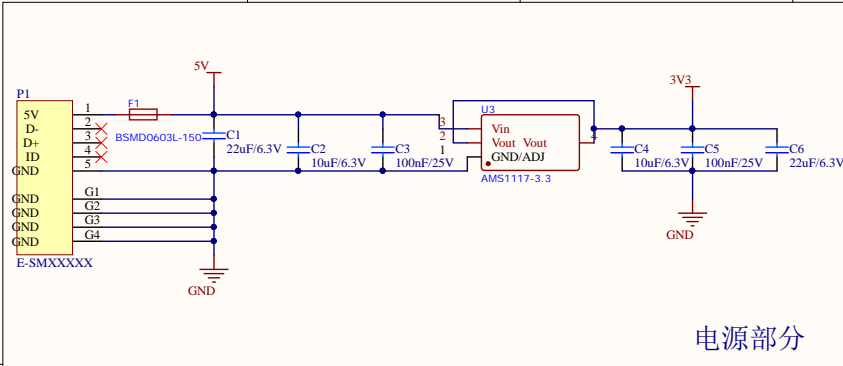 5V
3V3
P1
5V 1
D- 2
D+ 3
ID 4
GND 5
GND G1
GND G2
GND G3
GND G4
E-SMXXXXX
F1
BSMD0603L-150
C1
22uF/6.3V
C2
10uF/6.3V
C3
100nF/25V
GND
U3
3 Vin
2 Vout Vout 4
1 GND/ADJ
AMS1117-3.3
C4
10uF/6.3V
C5
100nF/25V
C6
22uF/6.3V
GND
电源部分